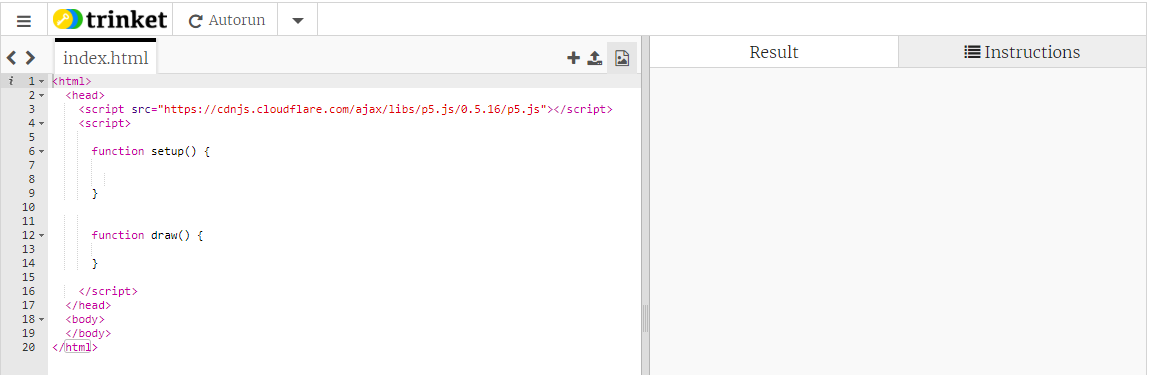 trinket Autorun
index.html
Result
Instructions
i 1 <html>
2 <head>
3 <script src="https://cdnjs.cloudflare.com/ajax/libs/p5.js/0.5.16/p5.js"></script>
4 <script>
5
6 function setup() {
7
8
9 }
10
11
12 function draw() {
13
14 }
15
16 </script>
17 </head>
18 <body>
19 </body>
20 </html>